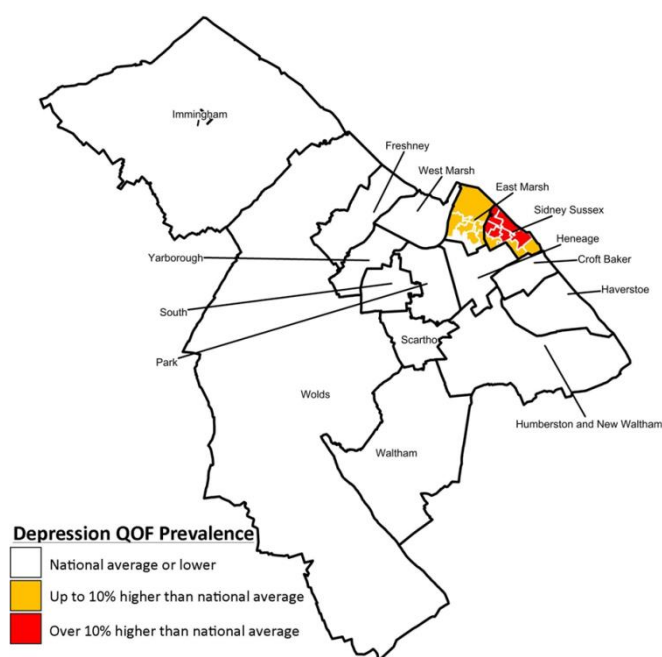 Immingham
Freshney
West Marsh
East Marsh
Sidney Sussex
Heneage
Croft Baker
Haverstoe
Yarborough
South
Park
Scartho
Wolds
Humberston and New Waltham
Waltham
Depression QOF Prevalence
National average or lower
Up to 10% higher than national average
Over 10% higher than national average